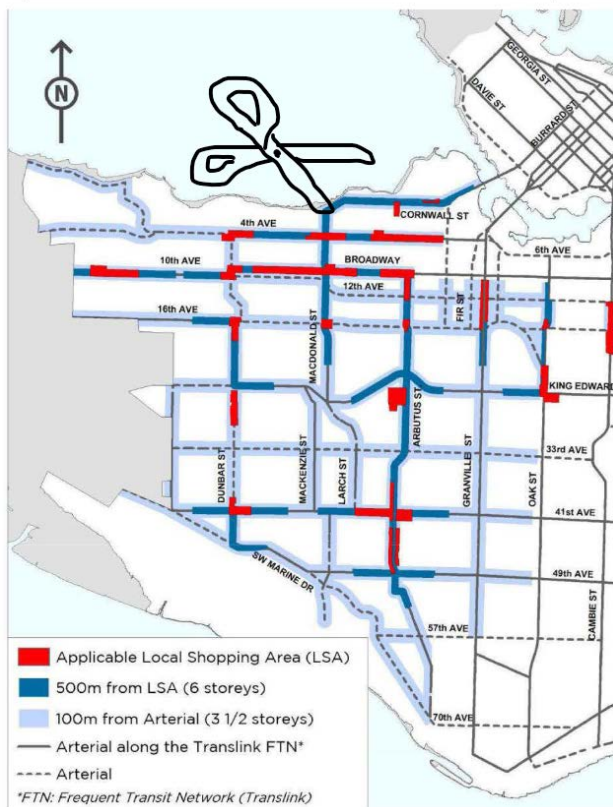 GEORGIA ST
DAVIE ST
BURRARD ST
N
CORNWALL ST
4TH AVE
6TH AVE
BROADWAY
10TH AVE
12TH AVE
16TH AVE
FIR ST
MACDONALD ST
KING EDWARD
ARBUTUS ST
33rd AVE
DUNBAR ST
MACKENZIE ST
LARCH ST
GRANVILLE ST
OAK ST
41st AVE
SW MARINE DR
49th AVE
CAMBIE ST
57th AVE
70th AVE
Applicable Local Shopping Area (LSA)
500m from LSA (6 storeys)
100m from Arterial (3 1/2 storeys)
Arterial along the Translink FTN*
Arterial
*FTN: Frequent Transit Network (Translink)